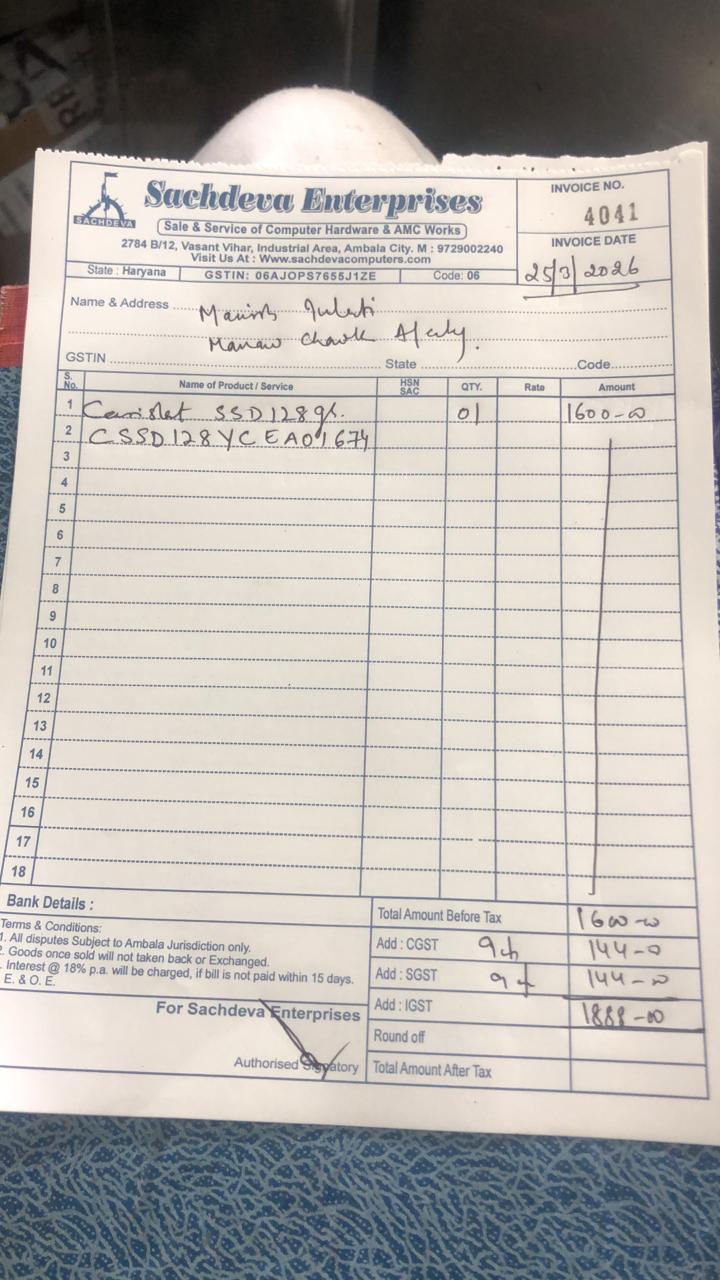 Sachdeva Enterprises
SACHDEVA
Sale & Service of Computer Hardware & AMC Works
2784 B/12, Vasant Vihar, Industrial Area, Ambala City. M : 9729002240
Visit Us At : Www.sachdevacomputers.com
State : Haryana GSTIN: 06AJOPS7655J1ZE Code: 06
INVOICE NO.
4041
INVOICE DATE
25/3/2026
Name & Address
Manav Chowk
GSTIN State Code
S. No. Name of Product / Service HSN SAC QTY. Rate Amount
1 SSD 128 gb. 01 1600-00
2 CSSD128YCEA01674
3
4
5
6
7
8
9
10
11
12
13
14
15
16
17
18
Bank Details :
Terms & Conditions:
1. All disputes Subject to Ambala Jurisdiction only.
2. Goods once sold will not taken back or Exchanged.
. Interest @ 18% p.a. will be charged, if bill is not paid within 15 days.
E. & O. E.
For Sachdeva Enterprises
Authorised Signatory
Total Amount Before Tax 1600-00
Add : CGST 144-0
Add : SGST 144-00
Add : IGST 1888-00
Round off
Total Amount After Tax